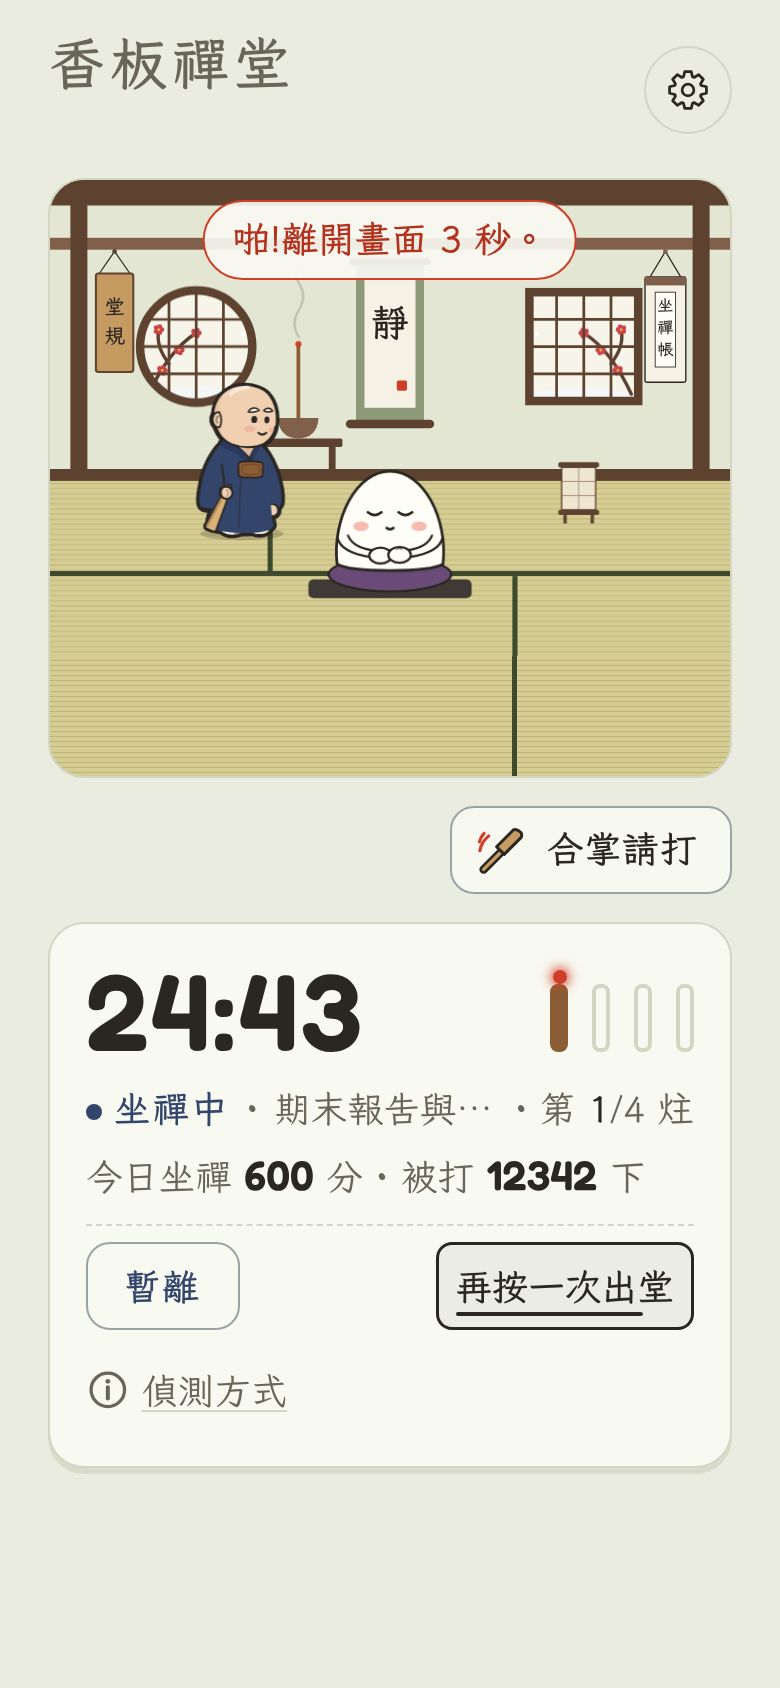 香板禪堂
啪!離開畫面 3 秒。
堂規
靜
坐禪帳
合掌請打
24:43
坐禪中 · 期末報告與… · 第 1/4 炷
今日坐禪 600 分 · 被打 12342 下
暫離
再按一次出堂
偵測方式